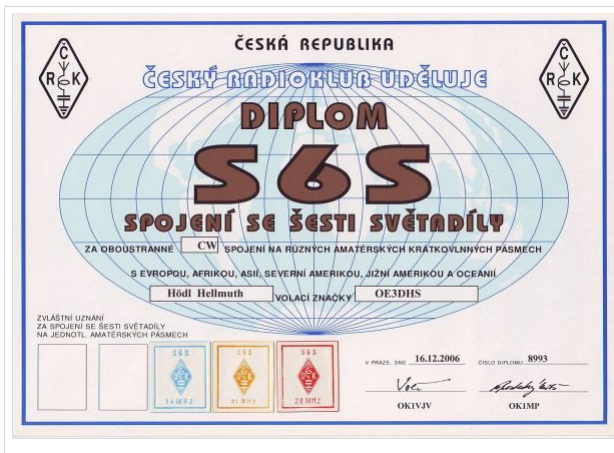 ČESKÁ REPUBLIKA
Č
R K
Č
R K
ČESKÝ RADIOKLUB UDĚLUJE
DIPLOM
S6S
SPOJENÍ SE ŠESTI SVĚTADÍLY
ZA OBOUSTRANNÉ CW SPOJENÍ NA RŮZNÝCH AMATÉRSKÝCH KRÁTKOVLNNÝCH PÁSMECH
S EVROPOU, AFRIKOU, ASIÍ, SEVERNÍ AMERIKOU, JIŽNÍ AMERIKOU A OCEÁNIÍ
Hödl Hellmuth VOLACÍ ZNAČKY OE3DHS
ZVLÁŠTNÍ UZNÁNÍ
ZA SPOJENÍ SE ŠESTI SVĚTADÍLY
NA JEDNOTL. AMATÉRSKÝCH PÁSMECH
S6S
14 MHZ
S6S
21 MHZ
S6S
28 MHZ
V PRAZE, DNE 16.12.2006 ČÍSLO DIPLOMU 8993
OK1VJV OK1MP